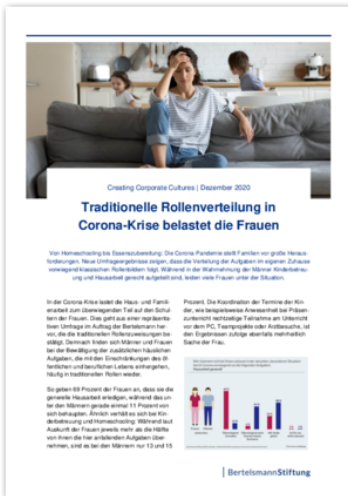 Creating Corporate Cultures | Dezember 2020
Traditionelle Rollenverteilung in
Corona-Krise belastet die Frauen
Von Homeschooling bis Essenszubereitung: Die Corona-Pandemie stellt Familien vor große Heraus-
forderungen. Neue Umfrageergebnisse zeigen, dass die Verteilung der Aufgaben im eigenen Zuhause
vorwiegend klassischen Rollenbildern folgt. Während in der Wahrnehmung der Männer Kinderbetreu-
ung und Hausarbeit gerecht aufgeteilt sind, leiden viele Frauen unter der Situation.
In der Corona Krise lastet die Haus- und Famili-
enarbeit zum überwiegenden Teil auf den Schul-
tern der Frauen. Dies geht aus einer repräsenta-
tiven Umfrage im Auftrag der Bertelsmann her-
vor, die die traditionellen Rollenzuweisungen be-
stätigt. Demnach finden sich Männer und Frauen
bei der Bewältigung der zusätzlichen häuslichen
Aufgaben, die mit den Einschränkungen des öf-
fentlichen und beruflichen Lebens einhergehen,
häufig in traditionellen Rollen wieder.
So geben 69 Prozent der Frauen an, dass sie die
generelle Hausarbeit erledigen, während das un-
ter den Männern gerade einmal 11 Prozent von
sich behaupten. Ähnlich verhält es sich bei Kin-
derbetreuung und Homeschooling: Während laut
Auskunft der Frauen jeweils mehr als die Hälfte
von ihnen die hier anfallenden Aufgaben über-
nehmen, sind es bei den Männern nur 13 und 15
Prozent. Die Koordination der Termine der Kin-
der, wie beispielsweise Anwesenheit bei Präsen-
zunterricht rechtzeitige Teilnahme am Unterricht
vor dem PC, Teamprojekte oder Arztbesuche, ist
den Ergebnissen zufolge ebenfalls mehrheitlich
Sache der Frau.
BertelsmannStiftung